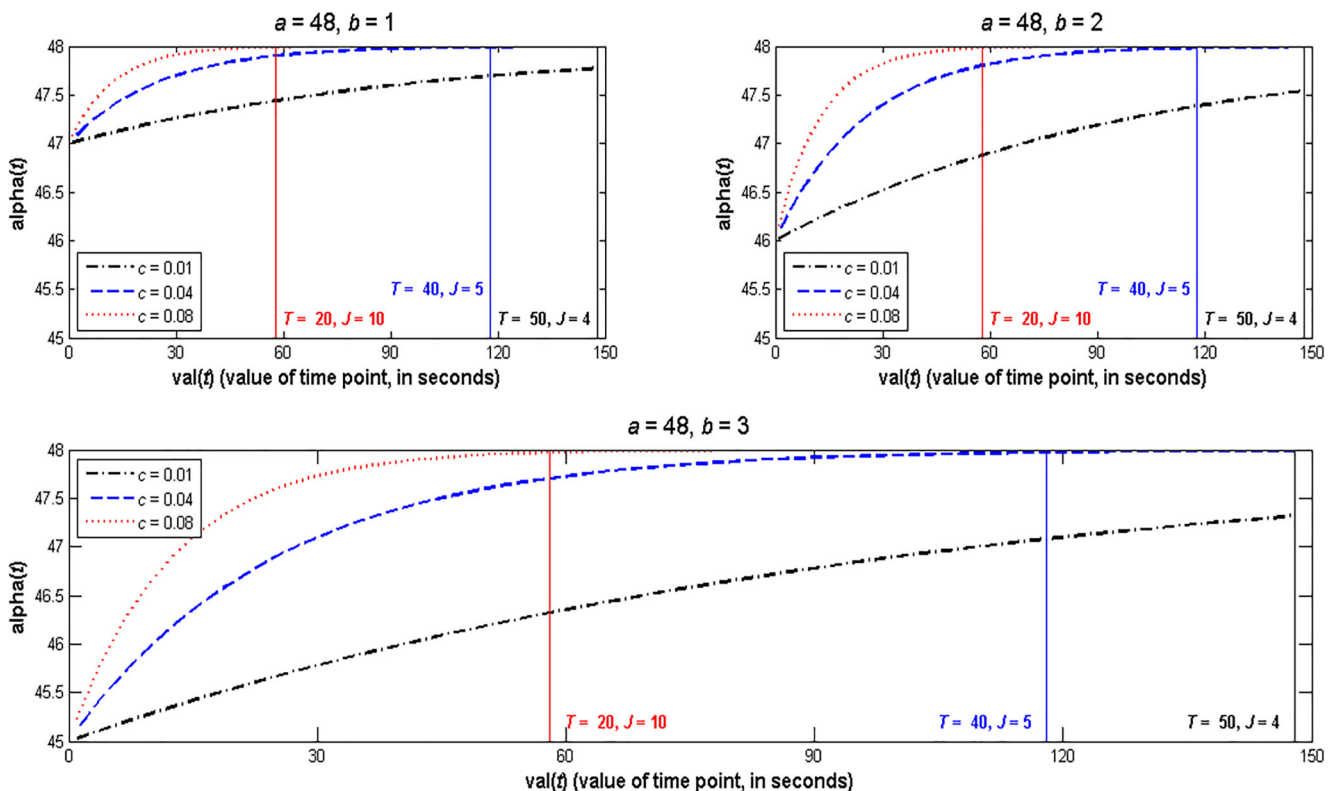 a = 48, b = 1
alpha(t)
48
47.5
47
46.5
46
45.5
45
c = 0.01
c = 0.04
c = 0.08
T = 40, J = 5
T = 20, J = 10
T = 50, J = 4
0 30 60 90 120 150
val(t) (value of time point, in seconds)
a = 48, b = 2
alpha(t)
48
47.5
47
46.5
46
45.5
45
c = 0.01
c = 0.04
c = 0.08
T = 40, J = 5
T = 20, J = 10
T = 50, J = 4
0 30 60 90 120 150
val(t) (value of time point, in seconds)
a = 48, b = 3
alpha(t)
48
47.5
47
46.5
46
45.5
45
c = 0.01
c = 0.04
c = 0.08
T = 20, J = 10
T = 40, J = 5
T = 50, J = 4
0 30 60 90 120 150
val(t) (value of time point, in seconds)